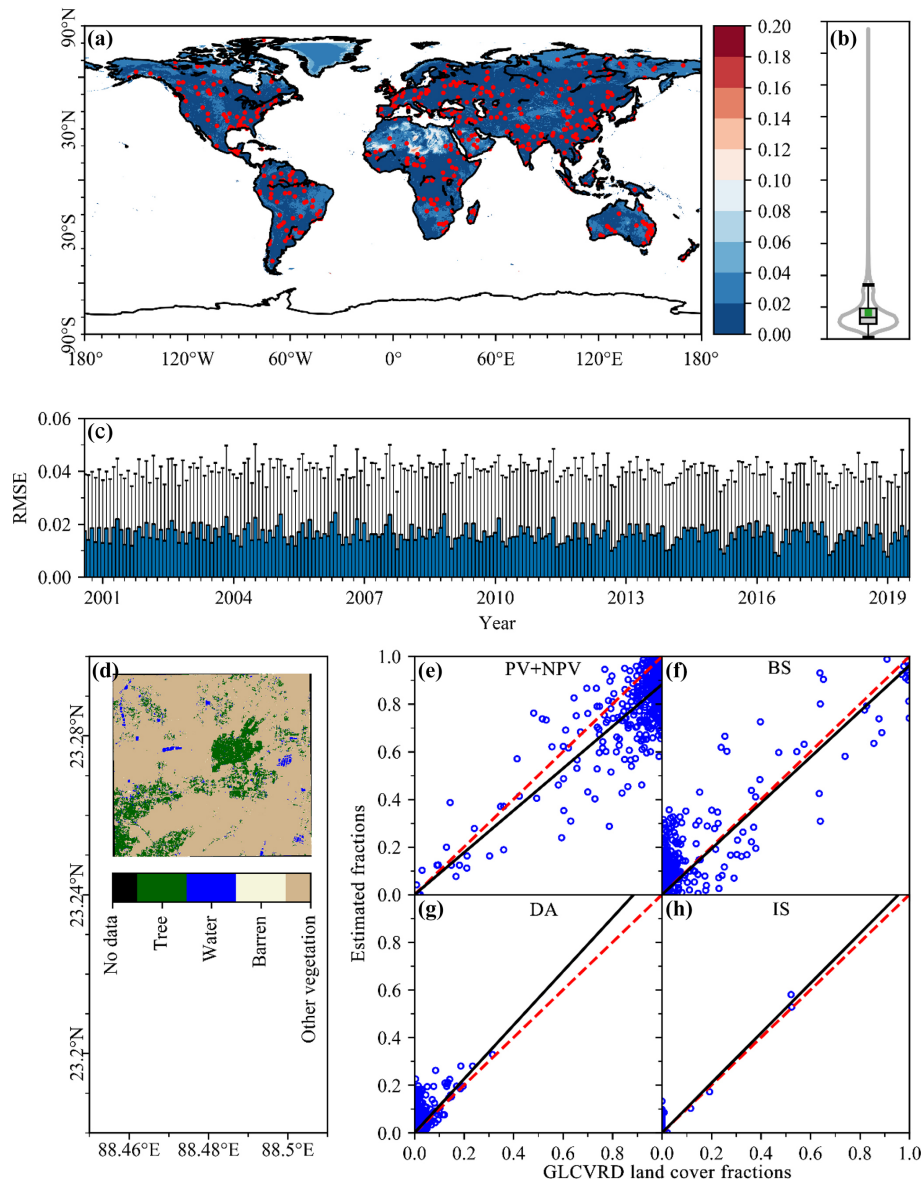 (a)
90°N
30°N
30°S
90°S
180°
120°W
60°W
0°
60°E
120°E
180°
0.20
0.18
0.16
0.14
0.12
0.10
0.08
0.06
0.04
0.02
0.00
(b)
(c)
RMSE
0.06
0.04
0.02
0.00
2001
2004
2007
2010
2013
2016
2019
Year
(d)
23.28°N
23.24°N
23.2°N
88.46°E
88.48°E
88.5°E
No data
Tree
Water
Barren
Other vegetation
Estimated fractions
(e)
PV+NPV
1.0
0.8
0.6
0.4
0.2
0.0
(f)
BS
(g)
DA
1.0
0.8
0.6
0.4
0.2
0.0
(h)
IS
0.0
0.2
0.4
0.6
0.8
0.0
0.2
0.4
0.6
0.8
1.0
GLCVRD land cover fractions